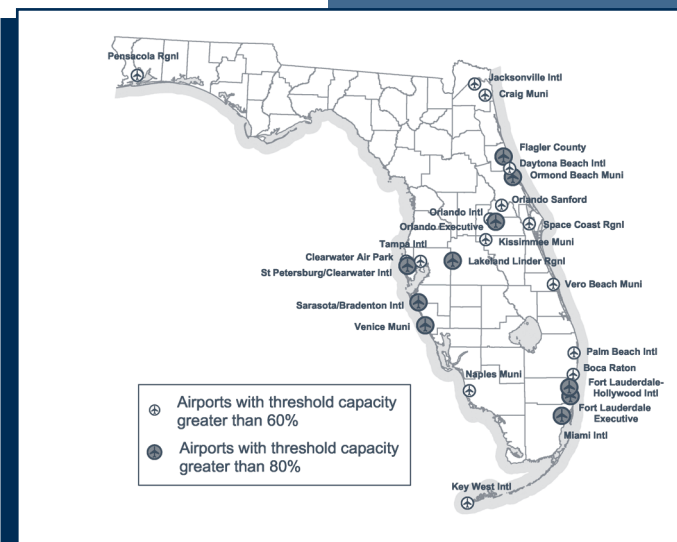 Pensacola Rgnl
Jacksonville Intl
Craig Muni
Flagler County
Daytona Beach Intl
Ormond Beach Muni
Orlando Sanford
Orlando Intl
Orlando Executive
Space Coast Rgnl
Kissimmee Muni
Tampa Intl
Clearwater Air Park
St Petersburg/Clearwater Intl
Lakeland Linder Rgnl
Vero Beach Muni
Sarasota/Bradenton Intl
Venice Muni
Palm Beach Intl
Boca Raton
Naples Muni
Fort Lauderdale-
Hollywood Intl
Fort Lauderdale
Executive
Miami Intl
Airports with threshold capacity
greater than 60%
Airports with threshold capacity
greater than 80%
Key West Intl